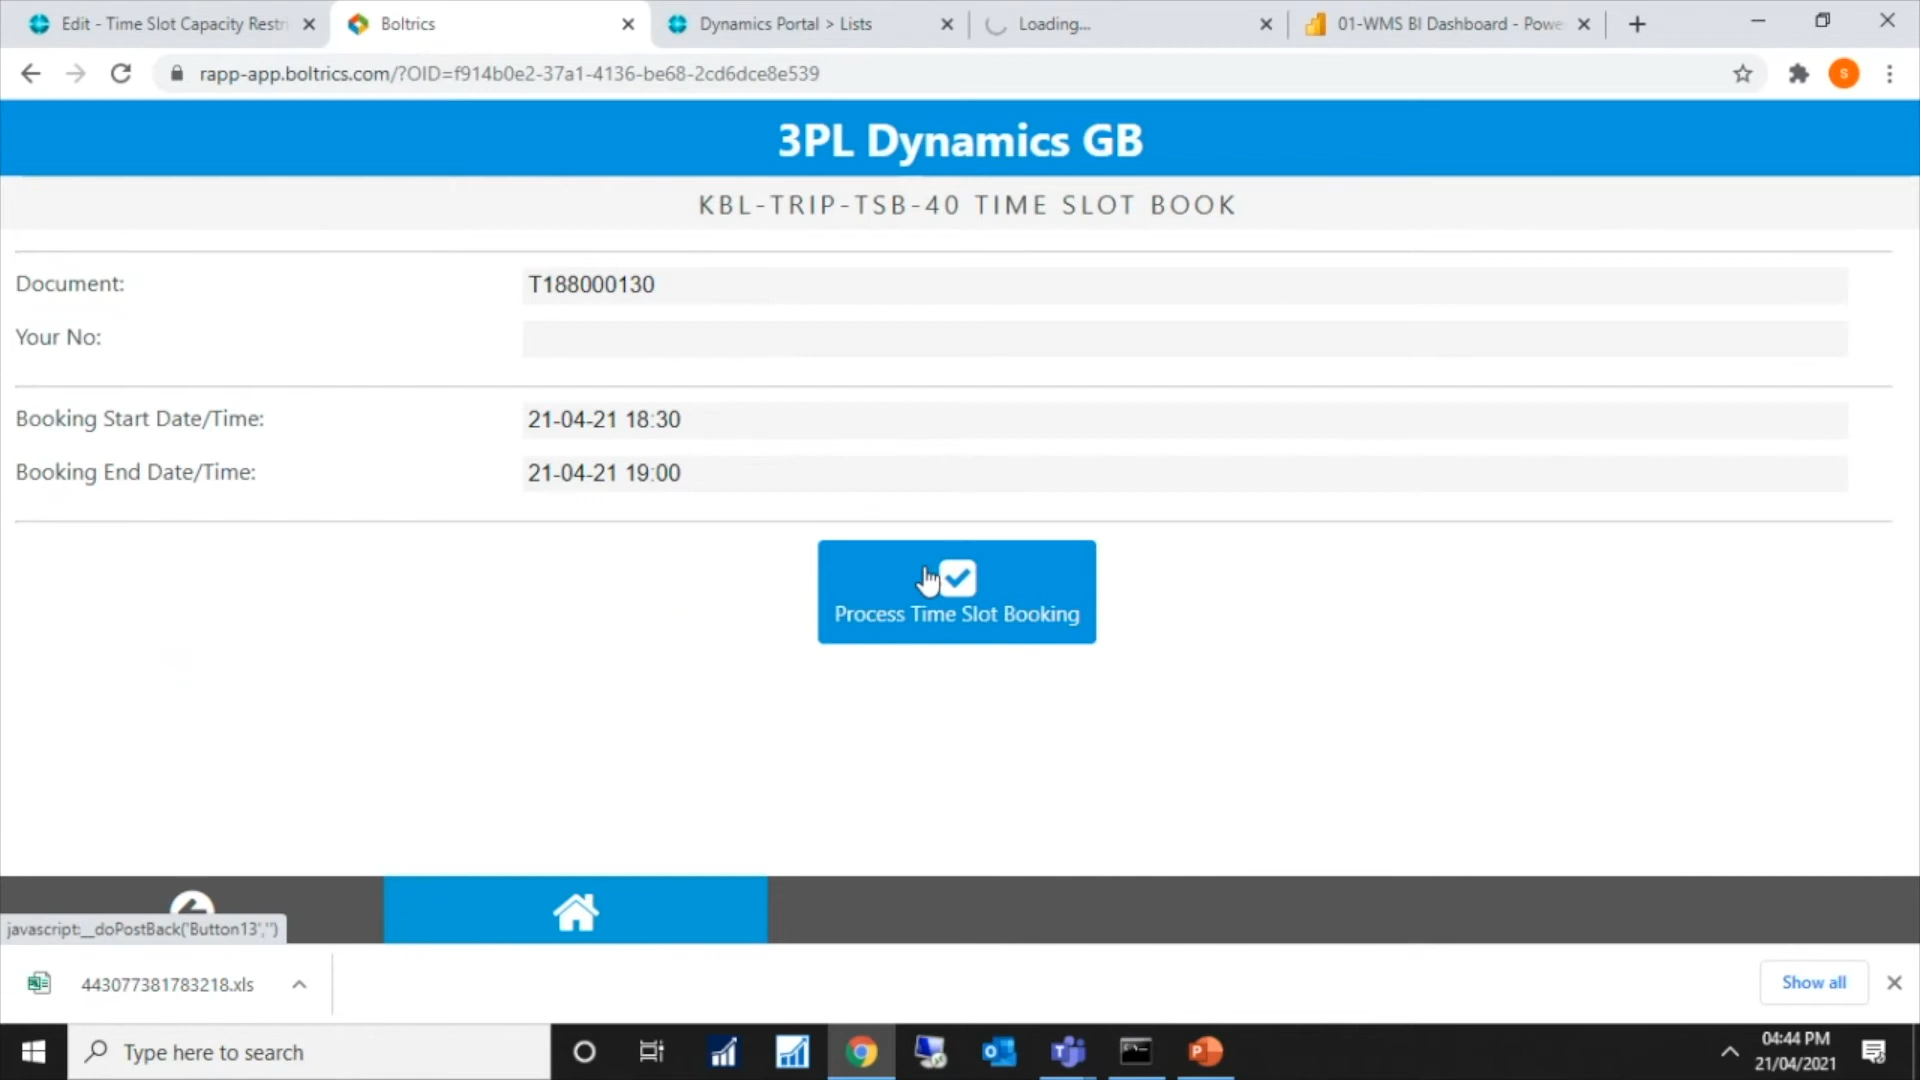 Edit - Time Slot Capacity Restri
Boltrics
Dynamics Portal > Lists
Loading...
01-WMS BI Dashboard - Powe
rapp-app.boltrics.com/?OID=f914b0e2-37a1-4136-be68-2cd6dce8e539
S
3PL Dynamics GB
KBL-TRIP-TSB-40 TIME SLOT BOOK
Document: T188000130
Your No:
Booking Start Date/Time: 21-04-21 18:30
Booking End Date/Time: 21-04-21 19:00
Process Time Slot Booking
javascript:__doPostBack('Button13','')
443077381783218.xls
Show all
Type here to search
04:44 PM
21/04/2021